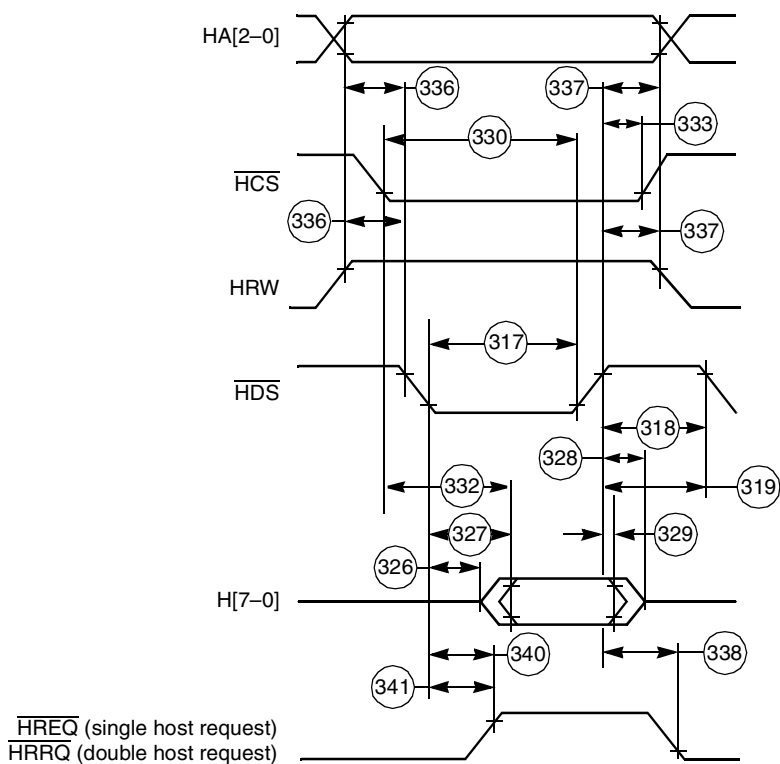 HA[2–0]
336
337
333
330
HCS
336
337
HRW
317
HDS
318
328
332
319
327
329
326
H[7–0]
340
338
341
HREQ (single host request)
HRRQ (double host request)